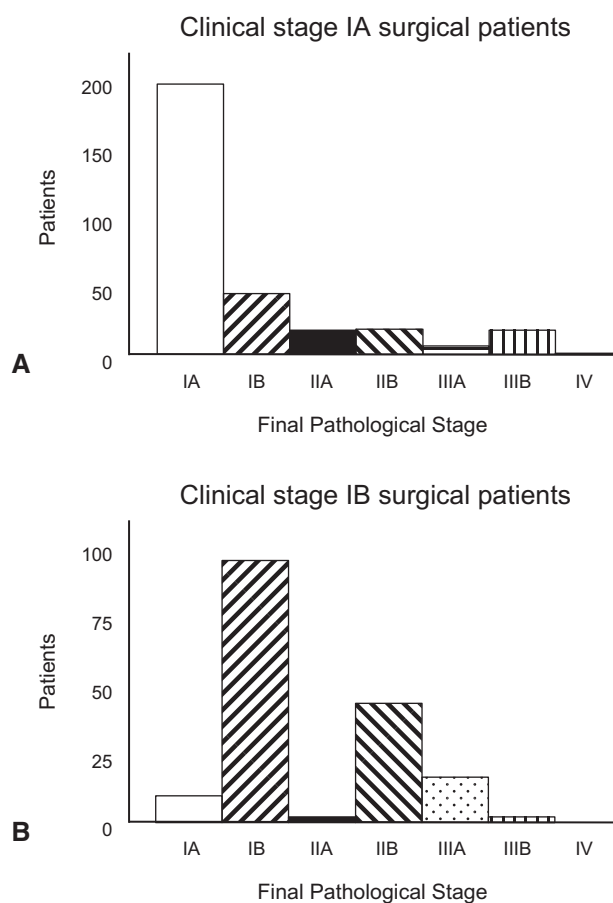 Clinical stage IA surgical patients
200
150
100
50
0
Patients
A
IA IB IIA IIB IIIA IIIB IV
Final Pathological Stage
Clinical stage IB surgical patients
100
75
50
25
0
Patients
B
IA IB IIA IIB IIIA IIIB IV
Final Pathological Stage